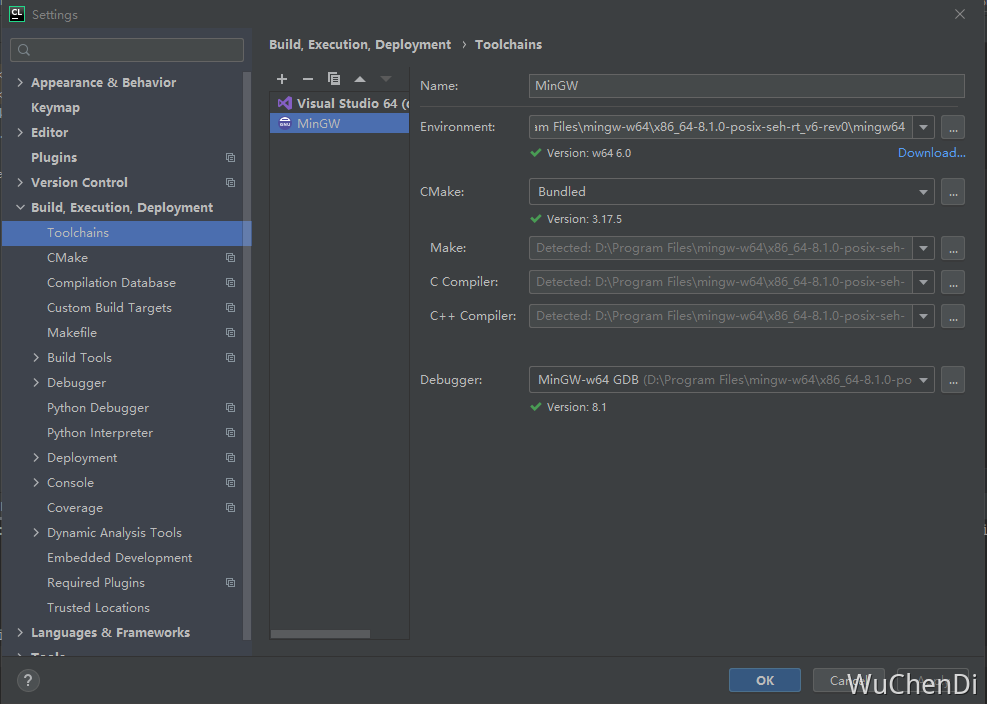 CL Settings
Build, Execution, Deployment › Toolchains
Appearance & Behavior
Keymap
Editor
Plugins
Version Control
Build, Execution, Deployment
Toolchains
CMake
Compilation Database
Custom Build Targets
Makefile
Build Tools
Debugger
Python Debugger
Python Interpreter
Deployment
Console
Coverage
Dynamic Analysis Tools
Embedded Development
Required Plugins
Trusted Locations
Languages & Frameworks
Tools
Visual Studio 64 (d
MinGW
Name: MinGW
Environment: am Files\mingw-w64\x86_64-8.1.0-posix-seh-rt_v6-rev0\mingw64 ...
Version: w64 6.0 Download...
CMake: Bundled ...
Version: 3.17.5
Make: Detected: D:\Program Files\mingw-w64\x86_64-8.1.0-posix-seh- ...
C Compiler: Detected: D:\Program Files\mingw-w64\x86_64-8.1.0-posix-seh- ...
C++ Compiler: Detected: D:\Program Files\mingw-w64\x86_64-8.1.0-posix-seh- ...
Debugger: MinGW-w64 GDB (D:\Program Files\mingw-w64\x86_64-8.1.0-po ...
Version: 8.1
? OK Cancel
WuChenDi